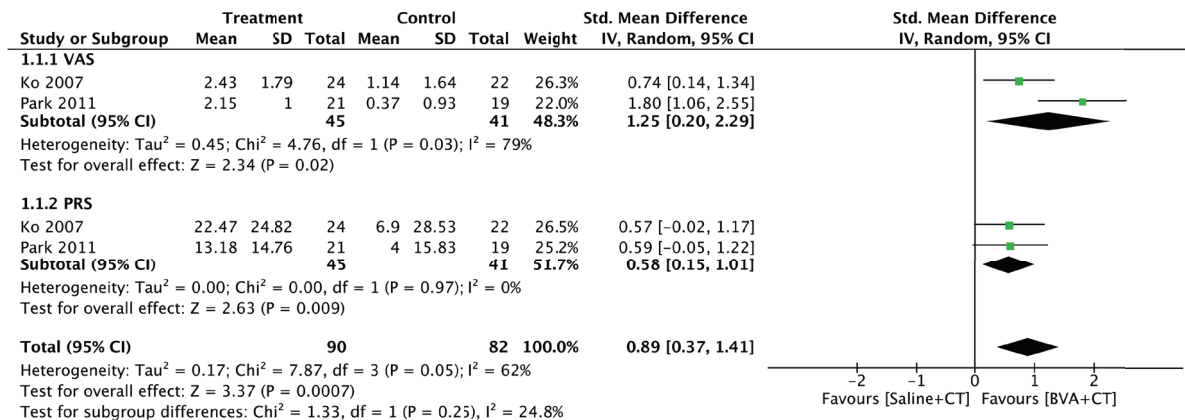 Treatment Control Std. Mean Difference Std. Mean Difference
Study or Subgroup Mean SD Total Mean SD Total Weight IV, Random, 95% CI IV, Random, 95% CI
1.1.1 VAS
Ko 2007 2.43 1.79 24 1.14 1.64 22 26.3% 0.74 [0.14, 1.34]
Park 2011 2.15 1 21 0.37 0.93 19 22.0% 1.80 [1.06, 2.55]
Subtotal (95% CI) 45 41 48.3% 1.25 [0.20, 2.29]
Heterogeneity: Tau² = 0.45; Chi² = 4.76, df = 1 (P = 0.03); I² = 79%
Test for overall effect: Z = 2.34 (P = 0.02)
1.1.2 PRS
Ko 2007 22.47 24.82 24 6.9 28.53 22 26.5% 0.57 [-0.02, 1.17]
Park 2011 13.18 14.76 21 4 15.83 19 25.2% 0.59 [-0.05, 1.22]
Subtotal (95% CI) 45 41 51.7% 0.58 [0.15, 1.01]
Heterogeneity: Tau² = 0.00; Chi² = 0.00, df = 1 (P = 0.97); I² = 0%
Test for overall effect: Z = 2.63 (P = 0.009)
Total (95% CI) 90 82 100.0% 0.89 [0.37, 1.41]
Heterogeneity: Tau² = 0.17; Chi² = 7.87, df = 3 (P = 0.05); I² = 62%
Test for overall effect: Z = 3.37 (P = 0.0007)
Test for subgroup differences: Chi² = 1.33, df = 1 (P = 0.25), I² = 24.8%
-2 -1 0 1 2
Favours [Saline+CT] Favours [BVA+CT]